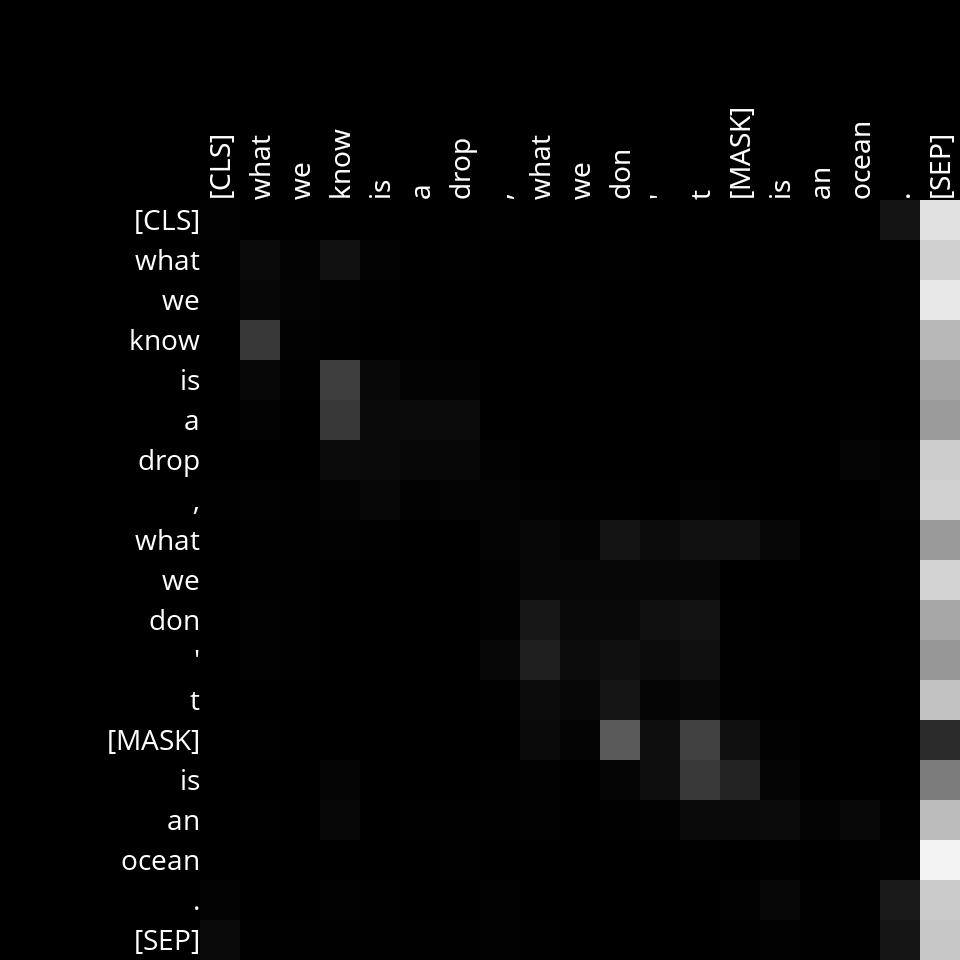 [CLS] what we know is a drop , what we don ' t [MASK] is an ocean . [SEP]
[CLS]
what
we
know
is
a
drop
,
what
we
don
'
t
[MASK]
is
an
ocean
.
[SEP]